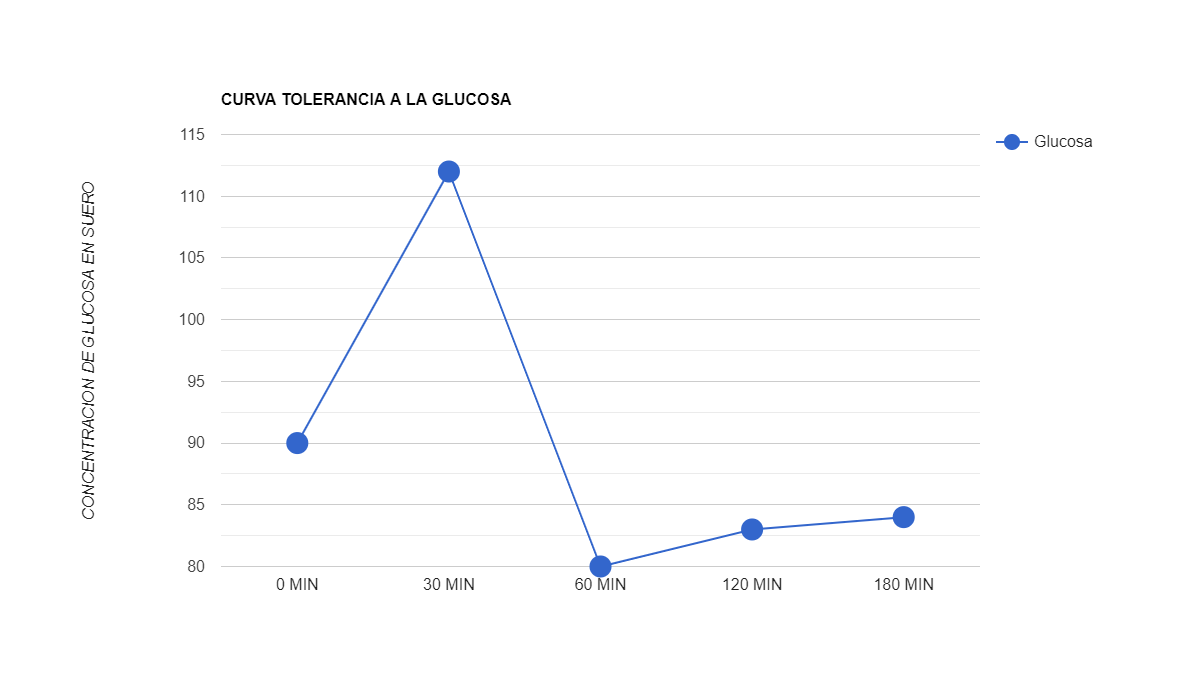 CURVA TOLERANCIA A LA GLUCOSA
Glucosa
CONCENTRACION DE GLUCOSA EN SUERO
115
110
105
100
95
90
85
80
0 MIN
30 MIN
60 MIN
120 MIN
180 MIN